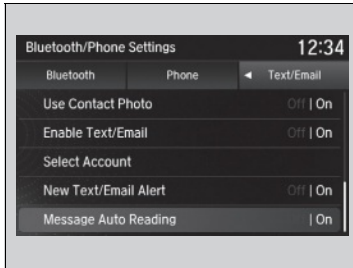 Bluetooth/Phone Settings 12:34
Bluetooth Phone ◄ Text/Email
Use Contact Photo Off | On
Enable Text/Email Off | On
Select Account
New Text/Email Alert Off | On
Message Auto Reading | On